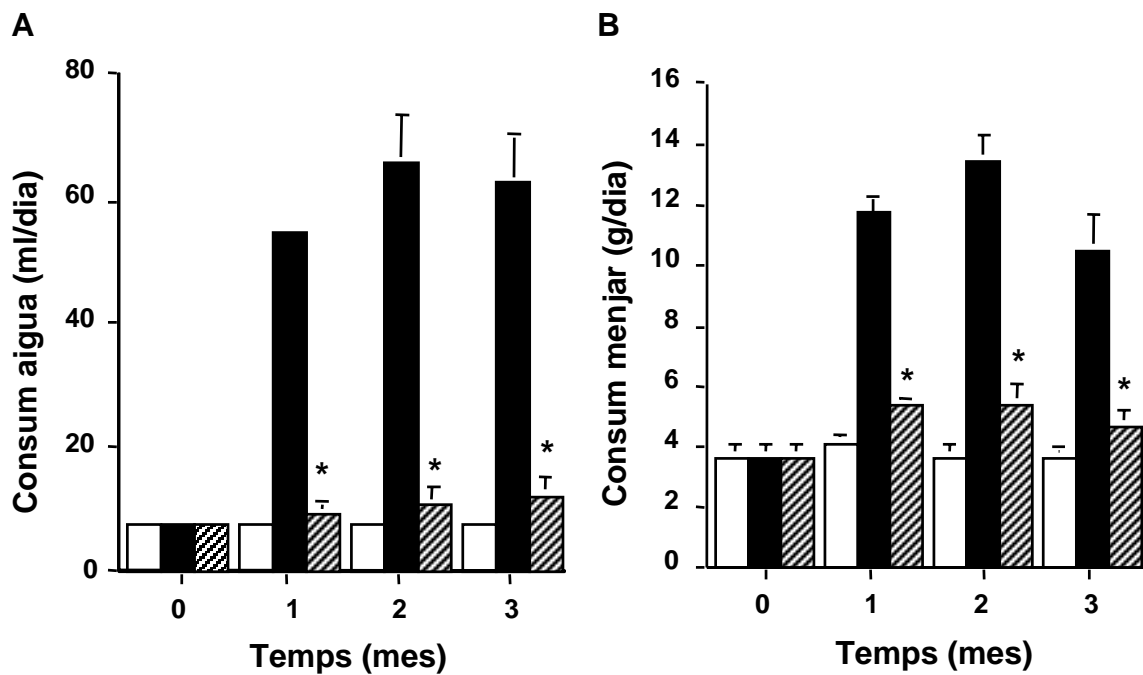 A
Consum aigua (ml/dia)
80
60
40
20
0
* * *
0 1 2 3
Temps (mes)
B
Consum menjar (g/dia)
16
14
12
10
8
6
4
2
0
* * *
0 1 2 3
Temps (mes)